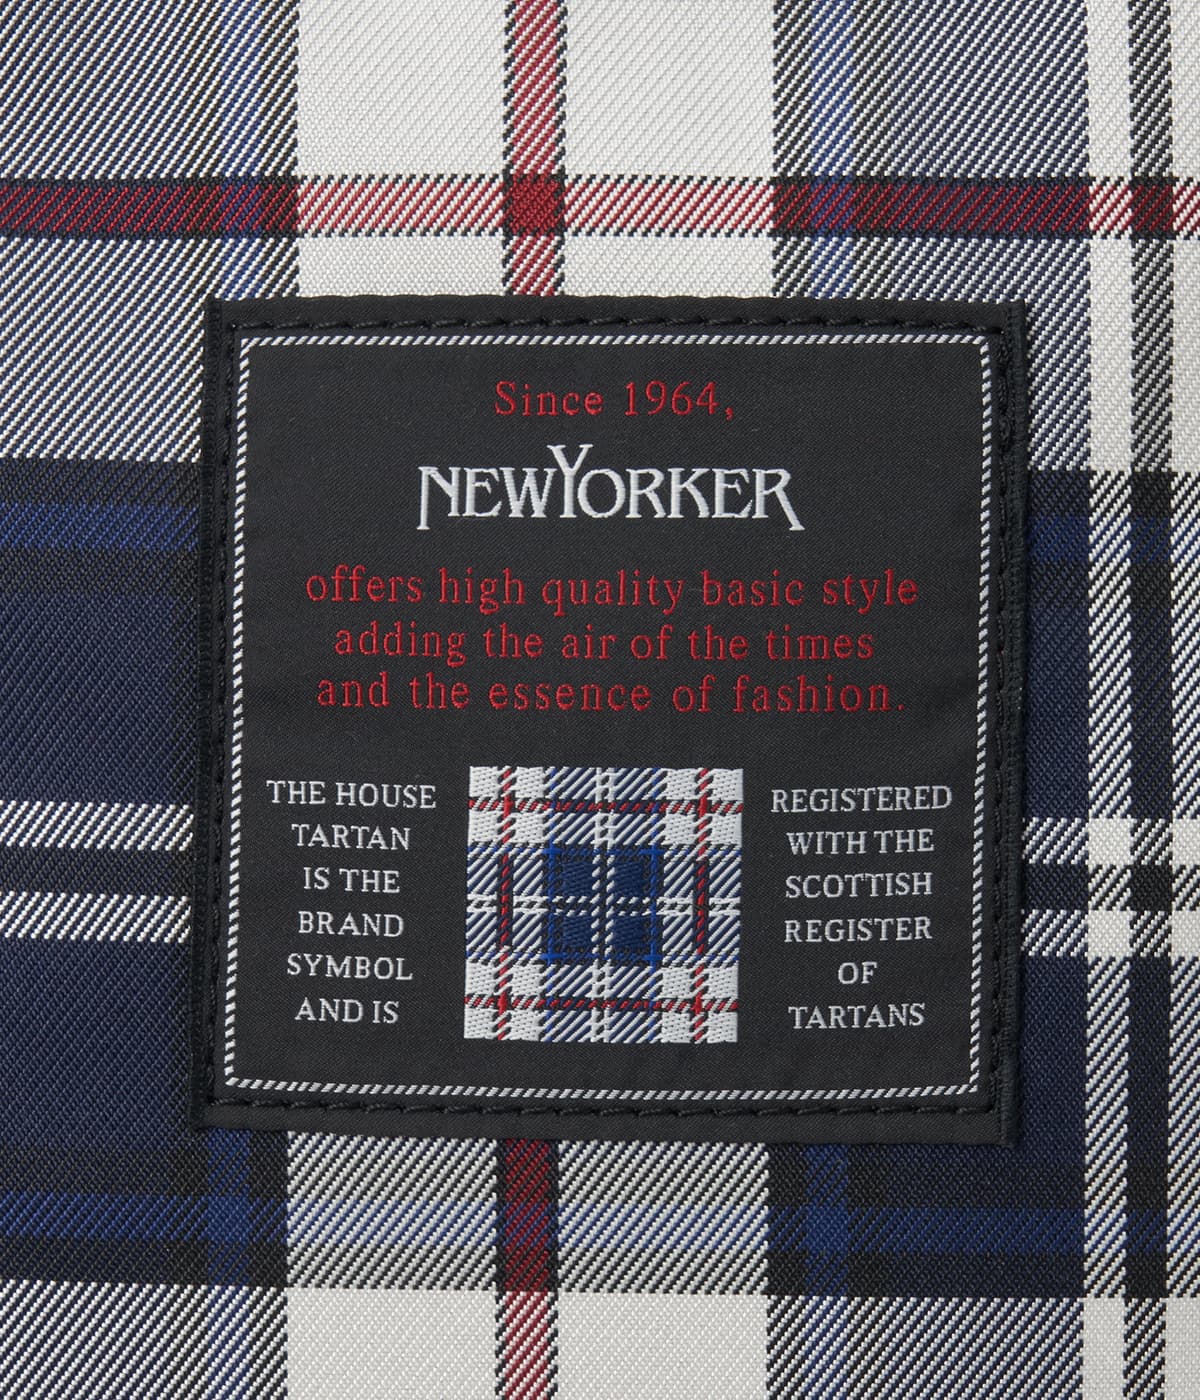 Since 1964,
NEWYORKER
offers high quality basic style
adding the air of the times
and the essence of fashion.
THE HOUSE
TARTAN
IS THE
BRAND
SYMBOL
AND IS
REGISTERED
WITH THE
SCOTTISH
REGISTER
OF
TARTANS